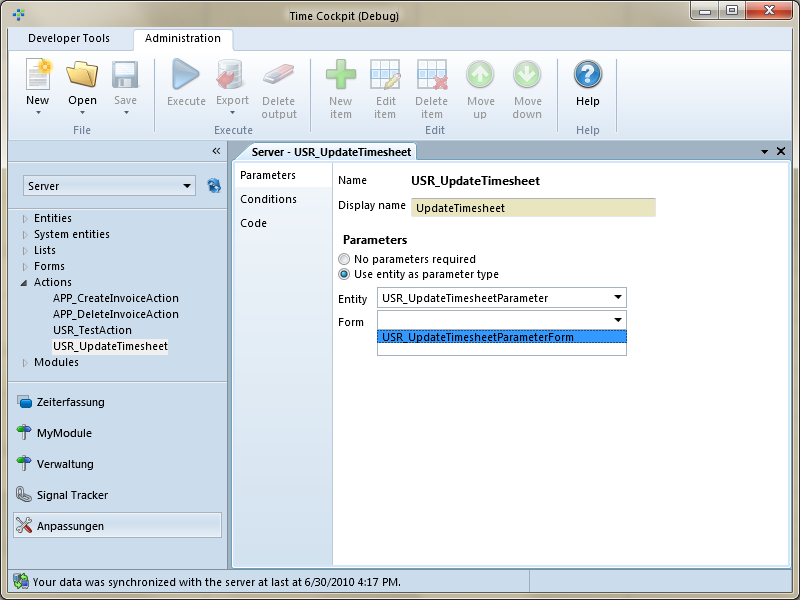 Time Cockpit (Debug)
Developer Tools
Administration
New
Open
Save
File
Execute
Export
Delete output
Execute
New item
Edit item
Delete item
Move up
Move down
Edit
Help
Help
«
Server
Entities
System entities
Lists
Forms
Actions
APP_CreateInvoiceAction
APP_DeleteInvoiceAction
USR_TestAction
USR_UpdateTimesheet
Modules
Zeiterfassung
MyModule
Verwaltung
Signal Tracker
Anpassungen
Server - USR_UpdateTimesheet
Parameters
Conditions
Code
Name USR_UpdateTimesheet
Display name UpdateTimesheet
Parameters
No parameters required
Use entity as parameter type
Entity USR_UpdateTimesheetParameter
Form
USR_UpdateTimesheetParameterForm
Your data was synchronized with the server at last at 6/30/2010 4:17 PM.